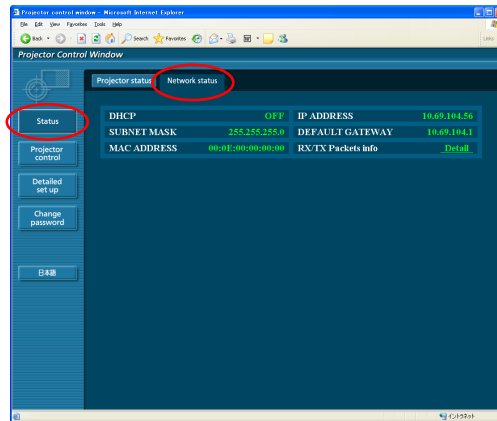 Projector control window - Microsoft Internet Explorer
File Edit View Favorites Tools Help
Back Search Favorites Links
Projector Control Window
Projector status Network status
Status
Projector control
Detailed set up
Change password
日本語
DHCP OFF IP ADDRESS 10.69.104.56
SUBNET MASK 255.255.255.0 DEFAULT GATEWAY 10.69.104.1
MAC ADDRESS 00:0E:00:00:00:00 RX/TX Packets info Detail
イントラネット